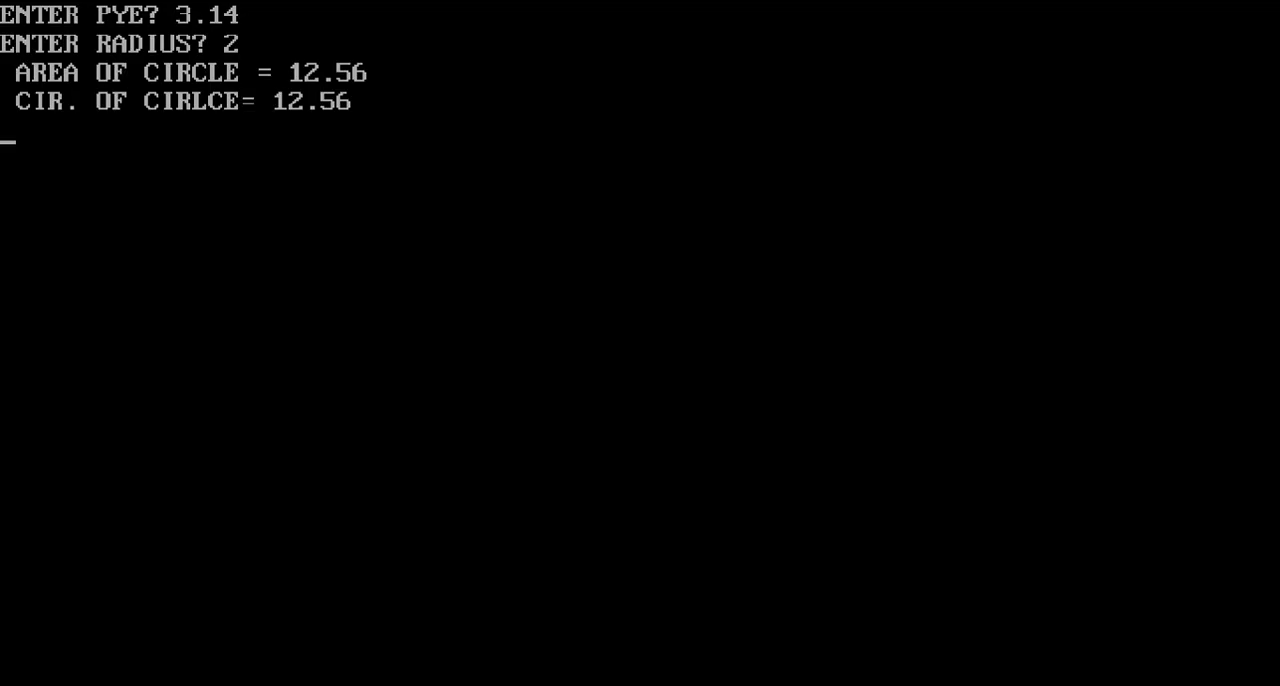 ENTER PYE? 3.14
ENTER RADIUS? 2
AREA OF CIRCLE = 12.56
CIR. OF CIRLCE= 12.56